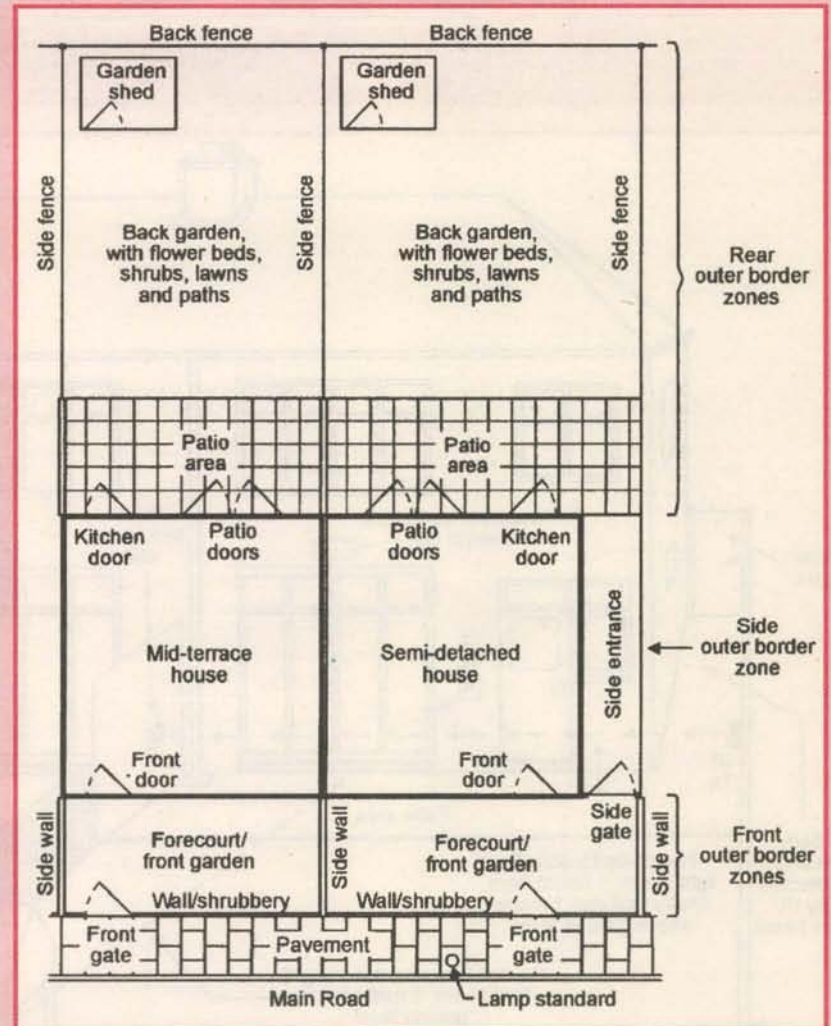 Back fence
Back fence
Garden
shed
Garden
shed
Side fence
Side fence
Side fence
Back garden,
with flower beds,
shrubs, lawns
and paths
Back garden,
with flower beds,
shrubs, lawns
and paths
Rear
outer border
zones
Patio
area
Patio
area
Kitchen
door
Patio
doors
Patio
doors
Kitchen
door
Mid-terrace
house
Semi-detached
house
Side entrance
Side
outer border
zone
Front
door
Front
door
Side
gate
Side wall
Forecourt/
front garden
Side wall
Forecourt/
front garden
Side wall
Front
outer border
zones
Wall/shrubbery
Wall/shrubbery
Front
gate
Pavement
Front
gate
Main Road
Lamp standard